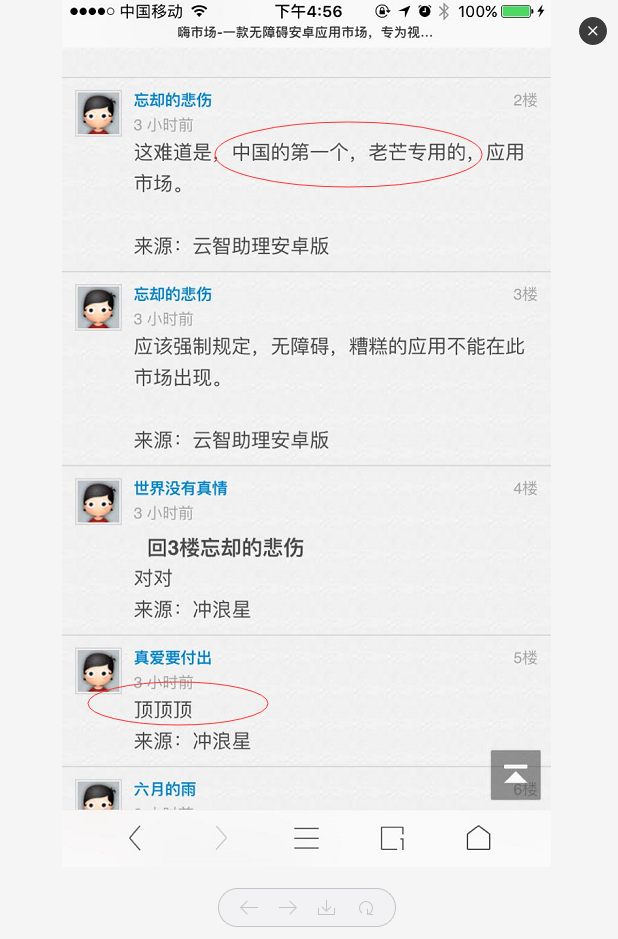 中国移动 下午4:56 100%
嗨市场-一款无障碍安卓应用市场，专为视...
忘却的悲伤 2楼
3 小时前
这难道是，中国的第一个，老芒专用的，应用
市场。
来源：云智助理安卓版
忘却的悲伤 3楼
3 小时前
应该强制规定，无障碍，糟糕的应用不能在此
市场出现。
来源：云智助理安卓版
世界没有真情 4楼
3 小时前
回3楼忘却的悲伤
对对
来源：冲浪星
真爱要付出 5楼
3 小时前
顶顶顶
来源：冲浪星
六月的雨 6楼
1